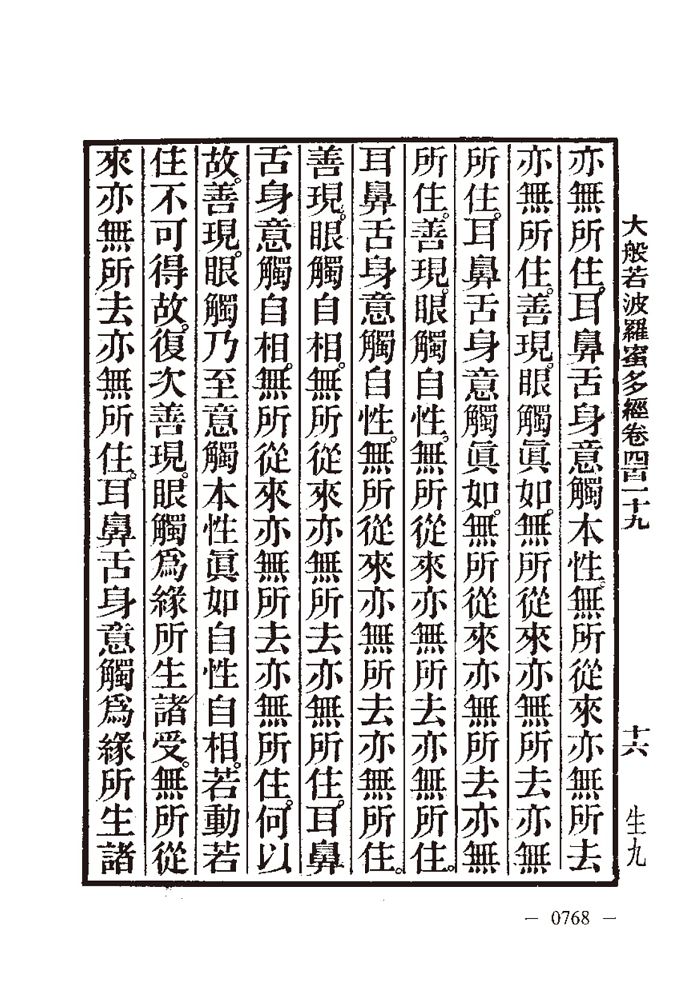 大般若波羅蜜多經卷四百二十九
十六
生九
亦無所住。耳鼻舌身意觸本性。無所從來亦無所去
亦無所住。善現。眼觸眞如。無所從來亦無所去亦無
所住。耳鼻舌身意觸眞如。無所從來亦無所去亦無
所住。善現。眼觸自性。無所從來亦無所去亦無所住。
耳鼻舌身意觸自性。無所從來亦無所去亦無所住。
善現。眼觸自相。無所從來亦無所去亦無所住。耳鼻
舌身意觸自相。無所從來亦無所去亦無所住。何以
故。善現。眼觸乃至意觸本性眞如自性自相。若動若
住不可得故。復次善現。眼觸爲緣所生諸受。無所從
來亦無所去亦無所住。耳鼻舌身意觸爲緣所生諸
— 0768 —